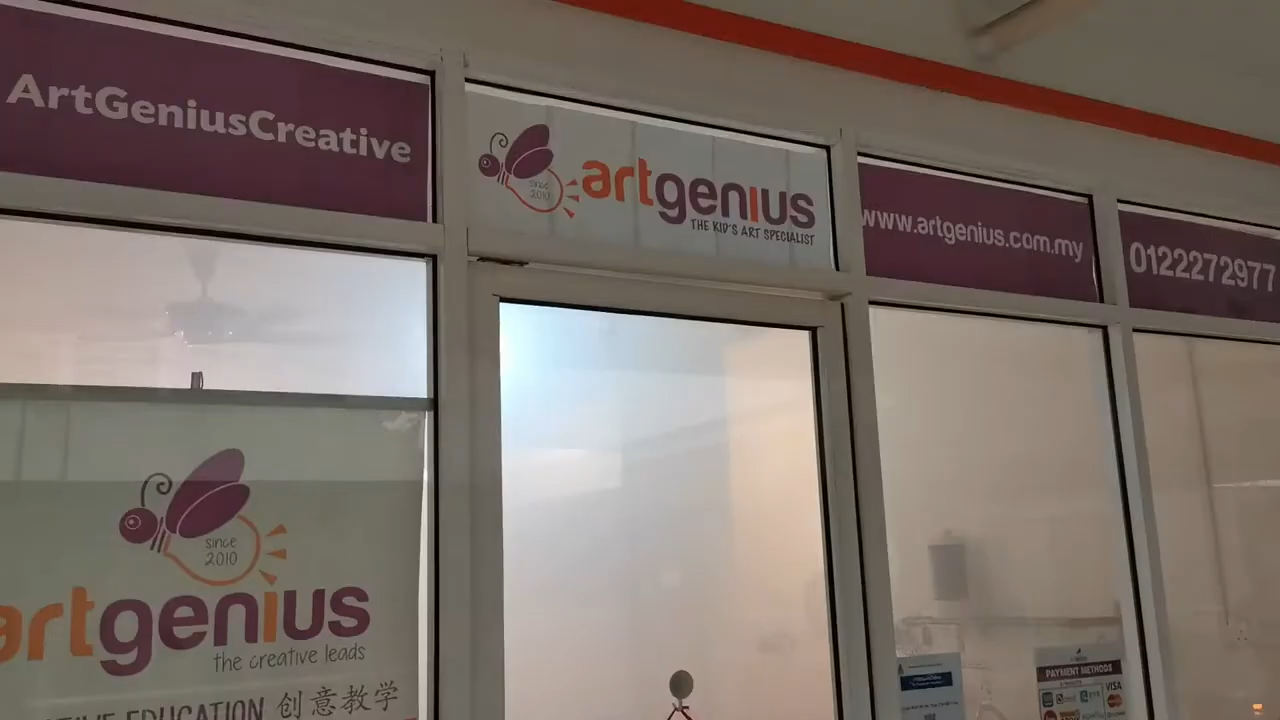 ArtGeniusCreative
since
2010
artgenius
THE KID'S ART SPECIALIST
www.artgenius.com.my
0122272977
since
2010
artgenius
the creative leads
EDUCATION 创意教学
PAYMENT METHODS
VISA